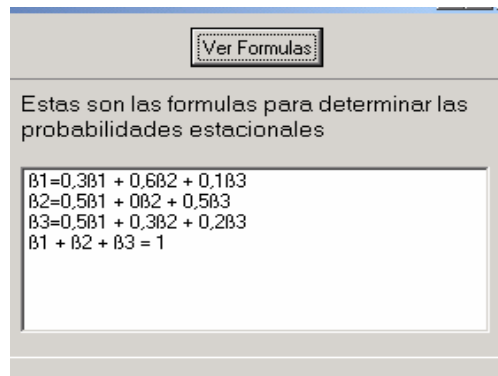 Ver Formulas
Estas son las formulas para determinar las
probabilidades estacionales
ß1=0,3ß1 + 0,6ß2 + 0,1ß3
ß2=0,5ß1 + 0ß2 + 0,5ß3
ß3=0,5ß1 + 0,3ß2 + 0,2ß3
ß1 + ß2 + ß3 = 1